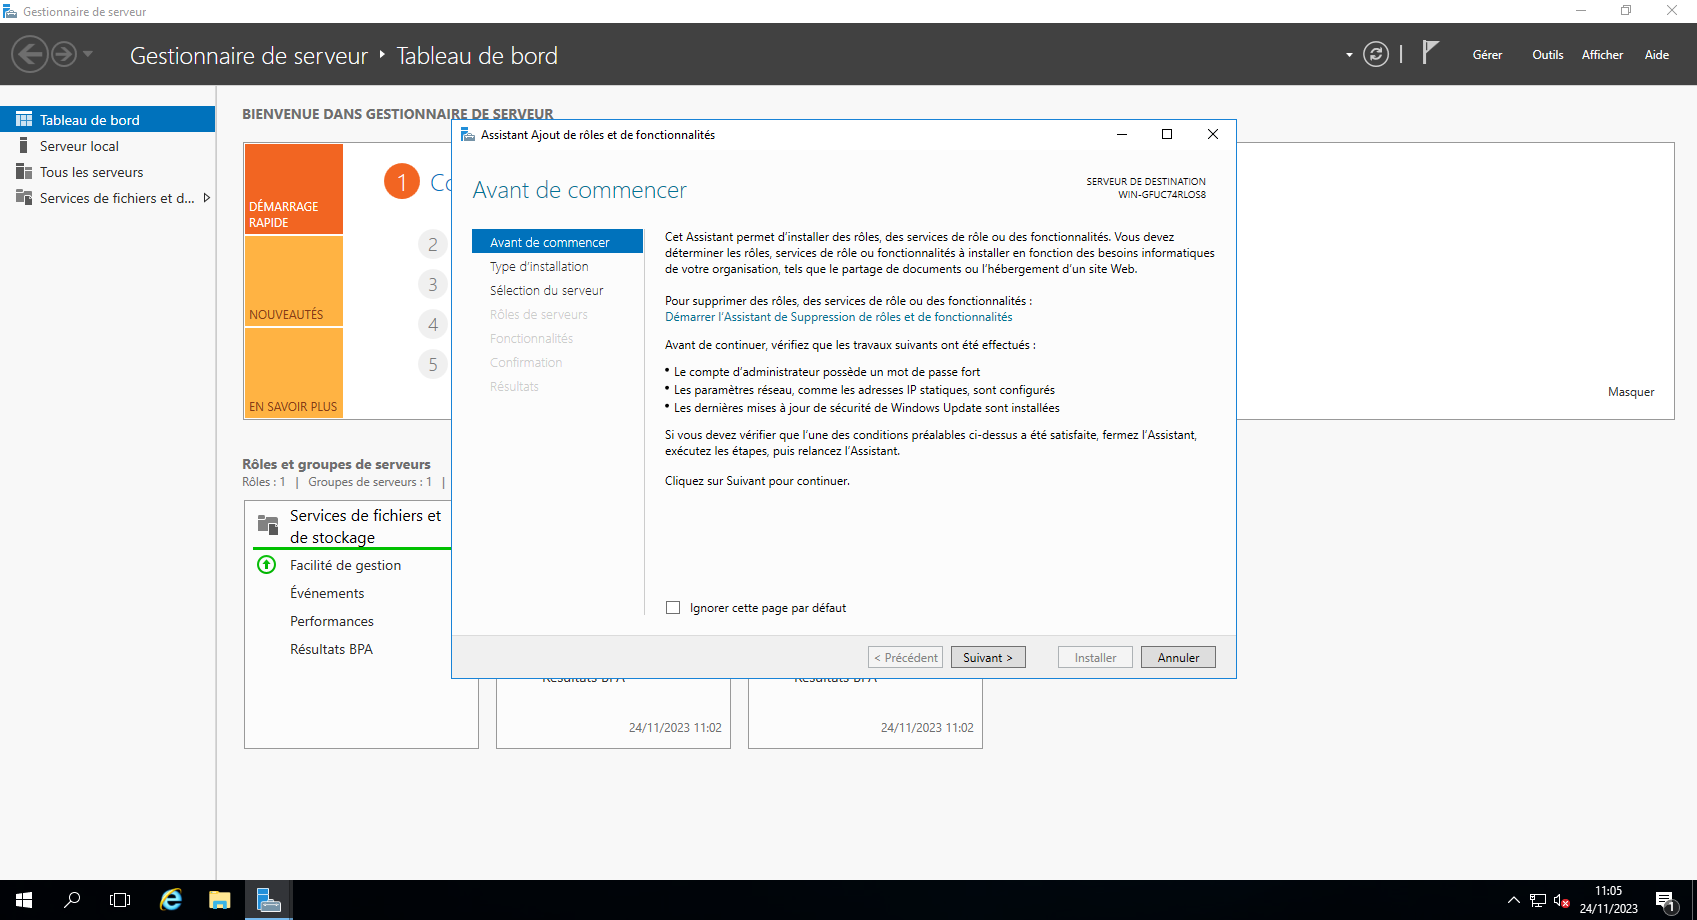 Gestionnaire de serveur
Gestionnaire de serveur ‣ Tableau de bord
Gérer Outils Afficher Aide
Tableau de bord
Serveur local
Tous les serveurs
Services de fichiers et d...
BIENVENUE DANS GESTIONNAIRE DE SERVEUR
DÉMARRAGE
RAPIDE
NOUVEAUTÉS
EN SAVOIR PLUS
1 Co
2
3
4
5
Masquer
Rôles et groupes de serveurs
Rôles : 1 | Groupes de serveurs : 1 |
Services de fichiers et
de stockage
Facilité de gestion
Événements
Performances
Résultats BPA
Assistant Ajout de rôles et de fonctionnalités
Avant de commencer
SERVEUR DE DESTINATION
WIN-GFUC74RLOS8
Avant de commencer
Type d'installation
Sélection du serveur
Rôles de serveurs
Fonctionnalités
Confirmation
Résultats
Cet Assistant permet d'installer des rôles, des services de rôle ou des fonctionnalités. Vous devez
déterminer les rôles, services de rôle ou fonctionnalités à installer en fonction des besoins informatiques
de votre organisation, tels que le partage de documents ou l'hébergement d'un site Web.
Pour supprimer des rôles, des services de rôle ou des fonctionnalités :
Démarrer l'Assistant de Suppression de rôles et de fonctionnalités
Avant de continuer, vérifiez que les travaux suivants ont été effectués :
• Le compte d'administrateur possède un mot de passe fort
• Les paramètres réseau, comme les adresses IP statiques, sont configurés
• Les dernières mises à jour de sécurité de Windows Update sont installées
Si vous devez vérifier que l'une des conditions préalables ci-dessus a été satisfaite, fermez l'Assistant,
exécutez les étapes, puis relancez l'Assistant.
Cliquez sur Suivant pour continuer.
Ignorer cette page par défaut
< Précédent Suivant > Installer Annuler
Résultats BPA Résultats BPA
24/11/2023 11:02 24/11/2023 11:02
11:05
24/11/2023
1